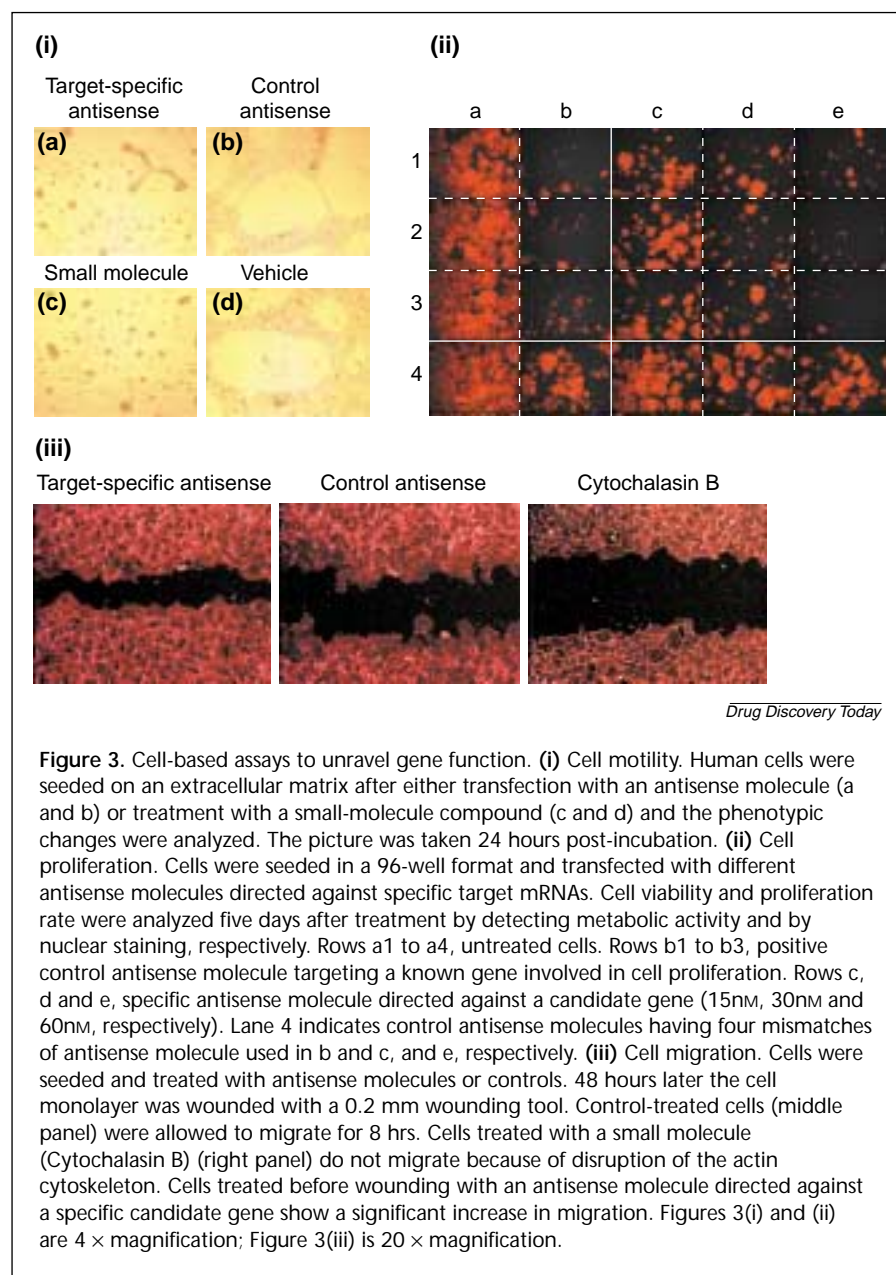 (i)
(ii)
Target-specific antisense
Control antisense
a b c d e
(a)
(b)
1
2
Small molecule
Vehicle
(c)
(d)
3
4
(iii)
Target-specific antisense
Control antisense
Cytochalasin B
Drug Discovery Today
Figure 3. Cell-based assays to unravel gene function. (i) Cell motility. Human cells were
seeded on an extracellular matrix after either transfection with an antisense molecule (a
and b) or treatment with a small-molecule compound (c and d) and the phenotypic
changes were analyzed. The picture was taken 24 hours post-incubation. (ii) Cell
proliferation. Cells were seeded in a 96-well format and transfected with different
antisense molecules directed against specific target mRNAs. Cell viability and proliferation
rate were analyzed five days after treatment by detecting metabolic activity and by
nuclear staining, respectively. Rows a1 to a4, untreated cells. Rows b1 to b3, positive
control antisense molecule targeting a known gene involved in cell proliferation. Rows c,
d and e, specific antisense molecule directed against a candidate gene (15nM, 30nM and
60nM, respectively). Lane 4 indicates control antisense molecules having four mismatches
of antisense molecule used in b and c, and e, respectively. (iii) Cell migration. Cells were
seeded and treated with antisense molecules or controls. 48 hours later the cell
monolayer was wounded with a 0.2 mm wounding tool. Control-treated cells (middle
panel) were allowed to migrate for 8 hrs. Cells treated with a small molecule
(Cytochalasin B) (right panel) do not migrate because of disruption of the actin
cytoskeleton. Cells treated before wounding with an antisense molecule directed against
a specific candidate gene show a significant increase in migration. Figures 3(i) and (ii)
are 4 × magnification; Figure 3(iii) is 20 × magnification.